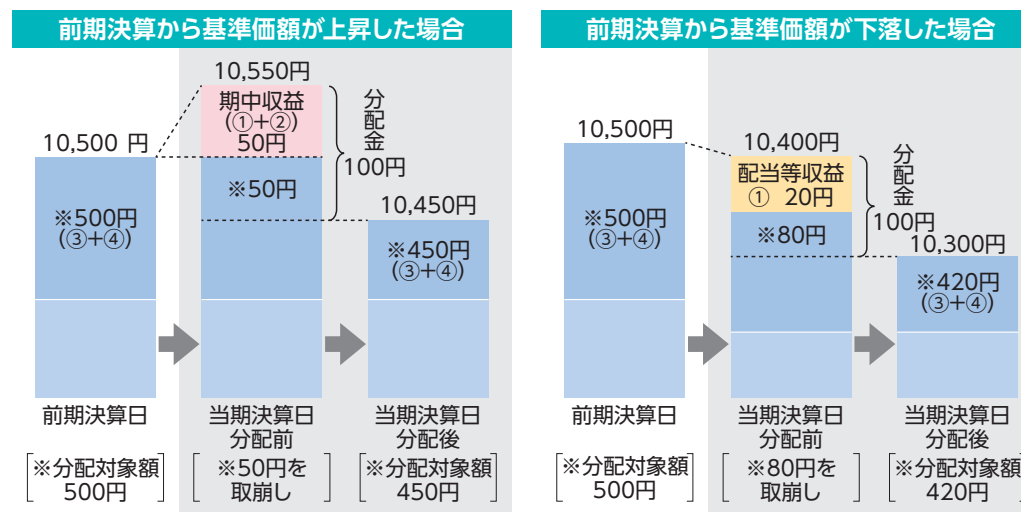 前期決算から基準価額が上昇した場合
10,550円
期中収益
(①+②)
50円
分配金
100円
10,500 円
※500円
(③+④)
※50円
10,450円
※450円
(③+④)
前期決算日
当期決算日
分配前
当期決算日
分配後
※分配対象額
500円
※50円を
取崩し
※分配対象額
450円
前期決算から基準価額が下落した場合
10,500円
10,400円
配当等収益
① 20円
分配金
100円
※500円
(③+④)
※80円
10,300円
※420円
(③+④)
前期決算日
当期決算日
分配前
当期決算日
分配後
※分配対象額
500円
※80円を
取崩し
※分配対象額
420円